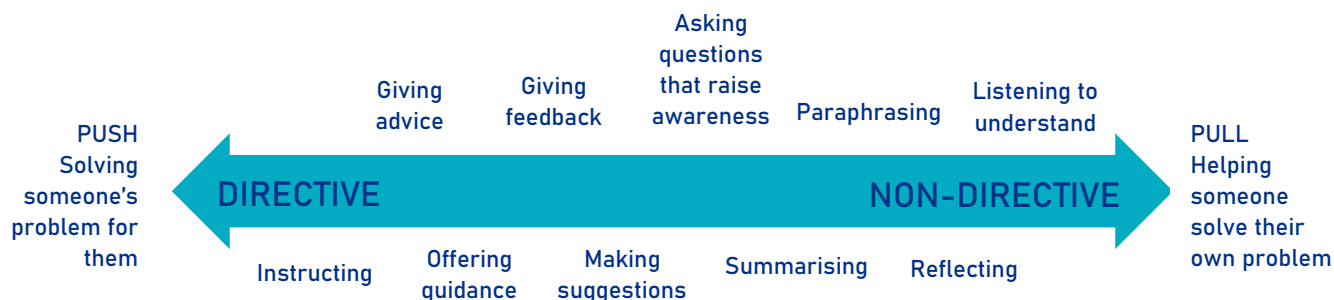 Asking
questions
that raise
awareness
Giving
advice
Giving
feedback
Paraphrasing
Listening to
understand
PUSH
Solving
someone's
problem for
them
DIRECTIVE
NON-DIRECTIVE
PULL
Helping
someone
solve their
own problem
Instructing
Offering
guidance
Making
suggestions
Summarising
Reflecting